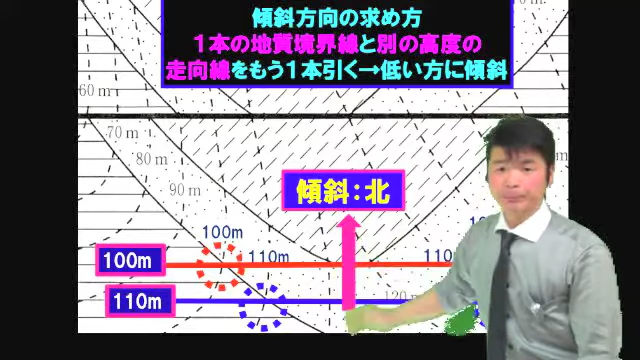 傾斜方向の求め方
１本の地質境界線と別の高度の
走向線をもう１本引く→低い方に傾斜
60 m
70 m
80 m
90 m
傾斜：北
100m
110m
110
100m
110m
120